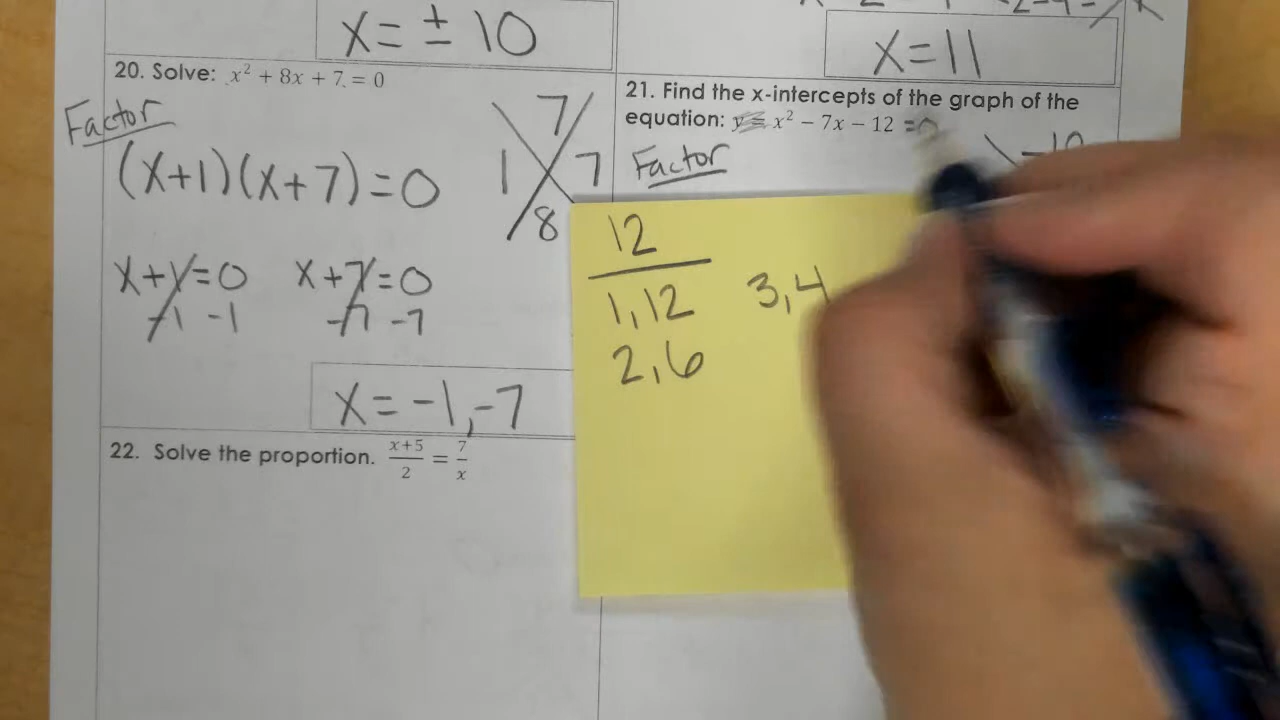 x = ± 10
x=11
20. Solve: x² + 8x + 7 = 0
Factor
(x+1)(x+7)=0
7
1 7
8
x+1=0 x+7=0
-1 -1 -7 -7
x = -1, -7
21. Find the x-intercepts of the graph of the
equation: y = x² − 7x − 12 =0
Factor
12
1,12 3,4
2,6
22. Solve the proportion. x+5/2 = 7/x